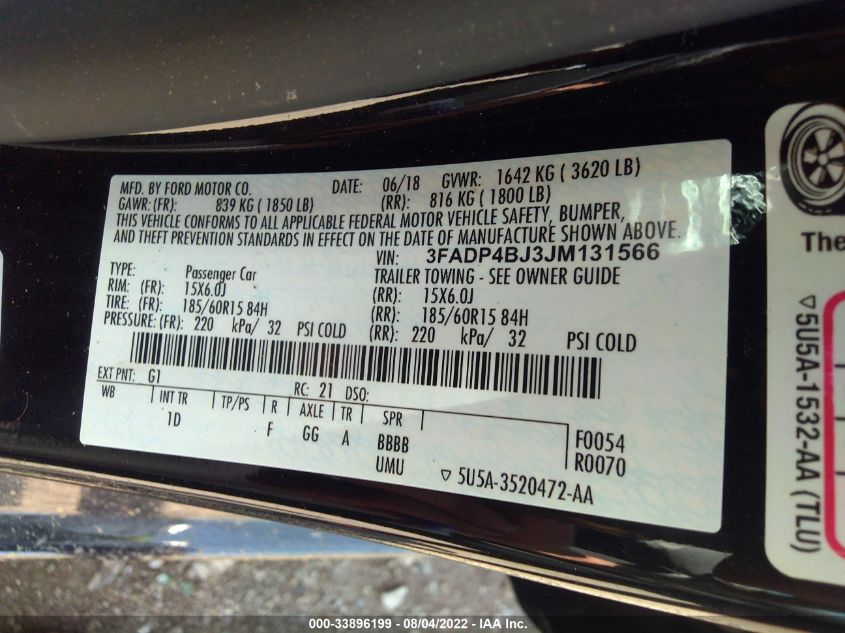 MFD. BY FORD MOTOR CO. DATE: 06/18 GVWR: 1642 KG ( 3620 LB)
GAWR: (FR): 839 KG ( 1850 LB) (RR): 816 KG ( 1800 LB)
THIS VEHICLE CONFORMS TO ALL APPLICABLE FEDERAL MOTOR VEHICLE SAFETY, BUMPER,
AND THEFT PREVENTION STANDARDS IN EFFECT ON THE DATE OF MANUFACTURE SHOWN ABOVE.
VIN: 3FADP4BJ3JM131566
TYPE: Passenger Car TRAILER TOWING - SEE OWNER GUIDE
RIM: (FR): 15X6.0J (RR): 15X6.0J
TIRE: (FR): 185/60R15 84H (RR): 185/60R15 84H
PRESSURE: (FR): 220 kPa/ 32 PSI COLD (RR): 220 kPa/ 32 PSI COLD
EXT PNT: G1 RC: 21 DSO:
WB INT TR TP/PS R AXLE TR SPR
1D F GG A BBBB F0054
UMU R0070
▽ 5U5A-3520472-AA
The
▽5U5A-1532-AA (TLU)
000-33896199 - 08/04/2022 - IAA Inc.